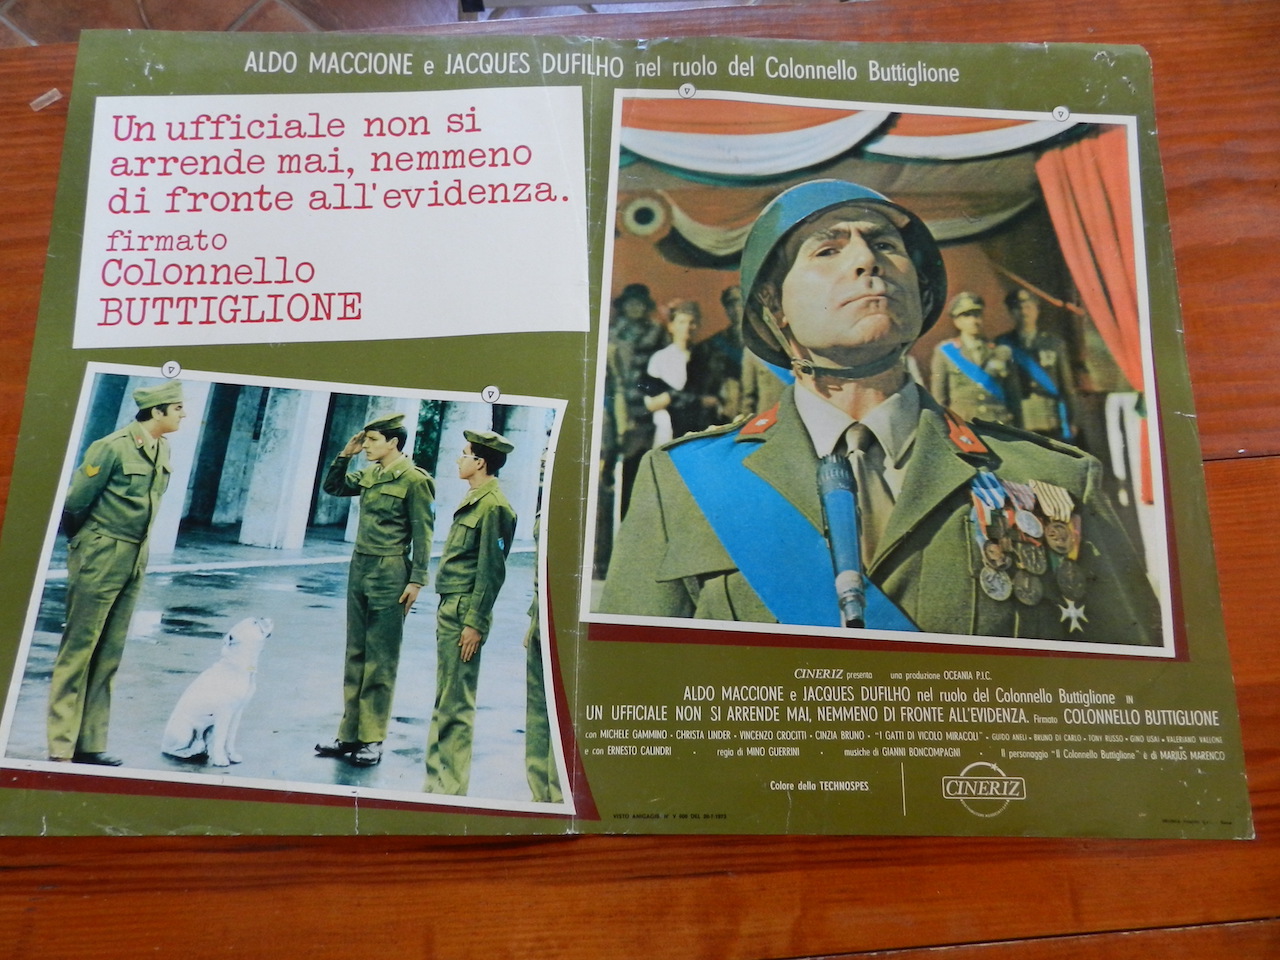 ALDO MACCIONE e JACQUES DUFILHO nel ruolo del Colonnello Buttiglione
Un ufficiale non si
arrende mai, nemmeno
di fronte all'evidenza.
firmato
Colonnello
BUTTIGLIONE
CINERIZ presenta una produzione OCEANIA P.I.C.
ALDO MACCIONE e JACQUES DUFILHO nel ruolo del Colonnello Buttiglione IN
UN UFFICIALE NON SI ARRENDE MAI, NEMMENO DI FRONTE ALL'EVIDENZA. Firmato COLONNELLO BUTTIGLIONE
con MICHELE GAMMINO · CHRISTA LINDER · VINCENZO CROCITTI · CINZIA BRUNO · "I GATTI DI VICOLO MIRACOLI" · GUIDO ANELI · BRUNO DI CARLO · TONY RUSSO · GINO USAI · VALERIANO VALLONE
e con ERNESTO CALINDRI · regia di MINO GUERRINI · musiche di GIANNI BONCOMPAGNI · Il personaggio "Il Colonnello Buttiglione" è di MARIUS MARENCO
Colore della TECHNOSPES
CINERIZ
VISTO ANICAGIS N° V